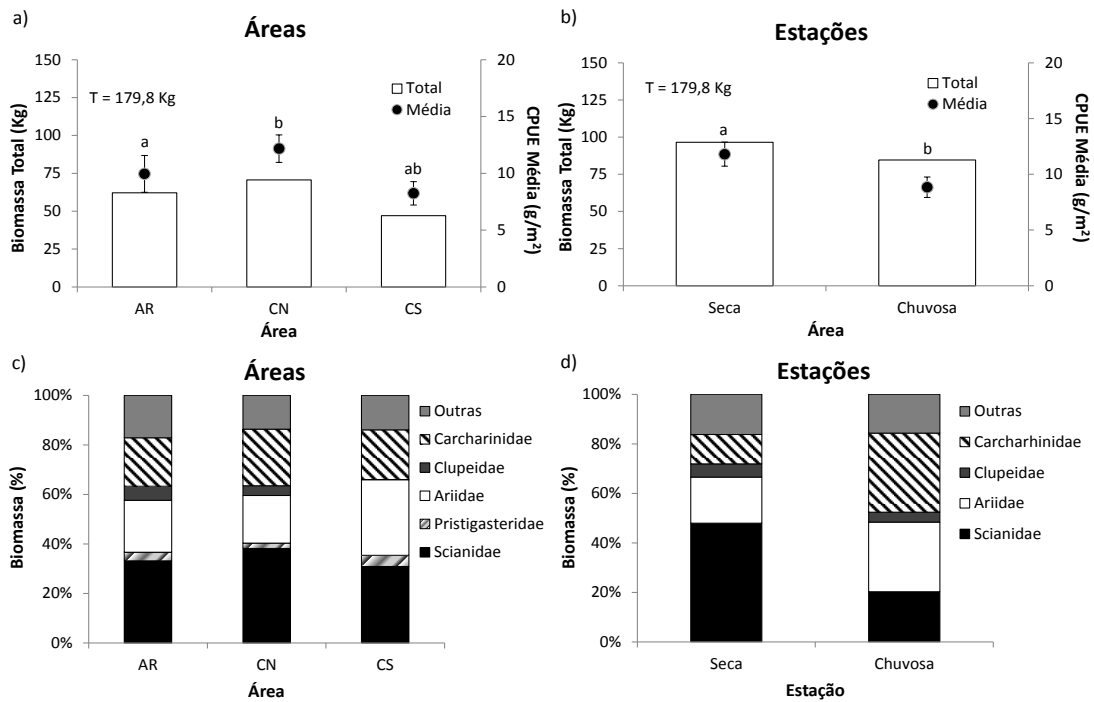 a)
Áreas
Biomassa Total (Kg)
150
125
100
75
50
25
0
T = 179,8 Kg
Total
Média
a
b
ab
20
15
10
5
0
CPUE Média (g/m²)
AR
CN
CS
Área
b)
Estações
Biomassa Total (Kg)
150
125
100
75
50
25
0
T = 179,8 Kg
Total
Média
a
b
20
15
10
5
0
CPUE Média (g/m²)
Seca
Chuvosa
Área
c)
Áreas
Biomassa (%)
100%
80%
60%
40%
20%
0%
Outras
Carcharinidae
Clupeidae
Ariidae
Pristigasteridae
Scianidae
AR
CN
CS
Área
d)
Estações
Biomassa (%)
100%
80%
60%
40%
20%
0%
Outras
Carcharhinidae
Clupeidae
Ariidae
Scianidae
Seca
Chuvosa
Estação